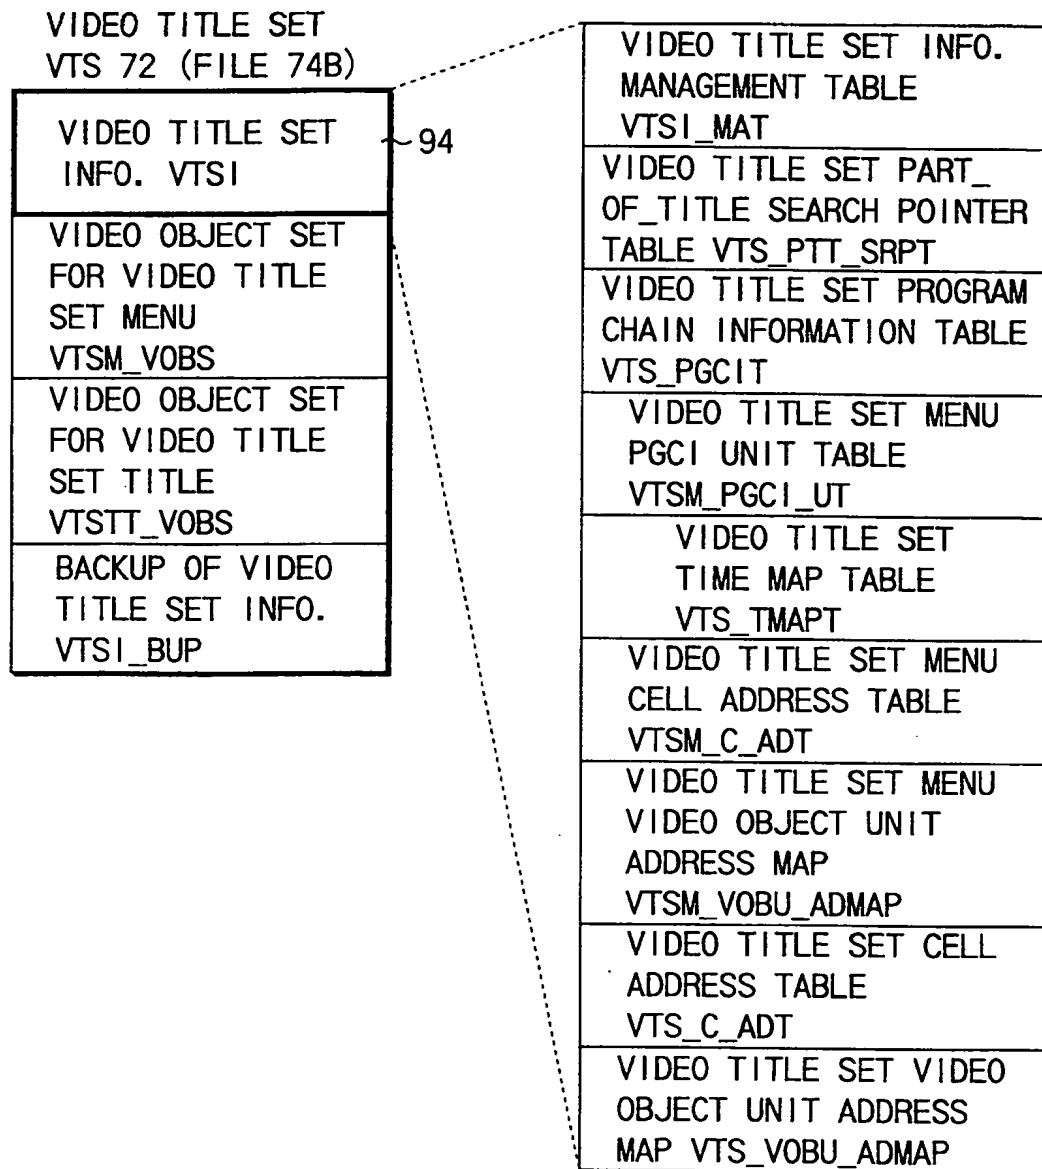 VIDEO TITLE SET
VTS 72 (FILE 74B)
VIDEO TITLE SET
INFO. VTSI
94
VIDEO OBJECT SET
FOR VIDEO TITLE
SET MENU
VTSM_VOBS
VIDEO OBJECT SET
FOR VIDEO TITLE
SET TITLE
VTSTT_VOBS
BACKUP OF VIDEO
TITLE SET INFO.
VTSI_BUP
VIDEO TITLE SET INFO.
MANAGEMENT TABLE
VTSI_MAT
VIDEO TITLE SET PART_
OF_TITLE SEARCH POINTER
TABLE VTS_PTT_SRPT
VIDEO TITLE SET PROGRAM
CHAIN INFORMATION TABLE
VTS_PGCIT
VIDEO TITLE SET MENU
PGCI UNIT TABLE
VTSM_PGCI_UT
VIDEO TITLE SET
TIME MAP TABLE
VTS_TMAPT
VIDEO TITLE SET MENU
CELL ADDRESS TABLE
VTSM_C_ADT
VIDEO TITLE SET MENU
VIDEO OBJECT UNIT
ADDRESS MAP
VTSM_VOBU_ADMAP
VIDEO TITLE SET CELL
ADDRESS TABLE
VTS_C_ADT
VIDEO TITLE SET VIDEO
OBJECT UNIT ADDRESS
MAP VTS_VOBU_ADMAP